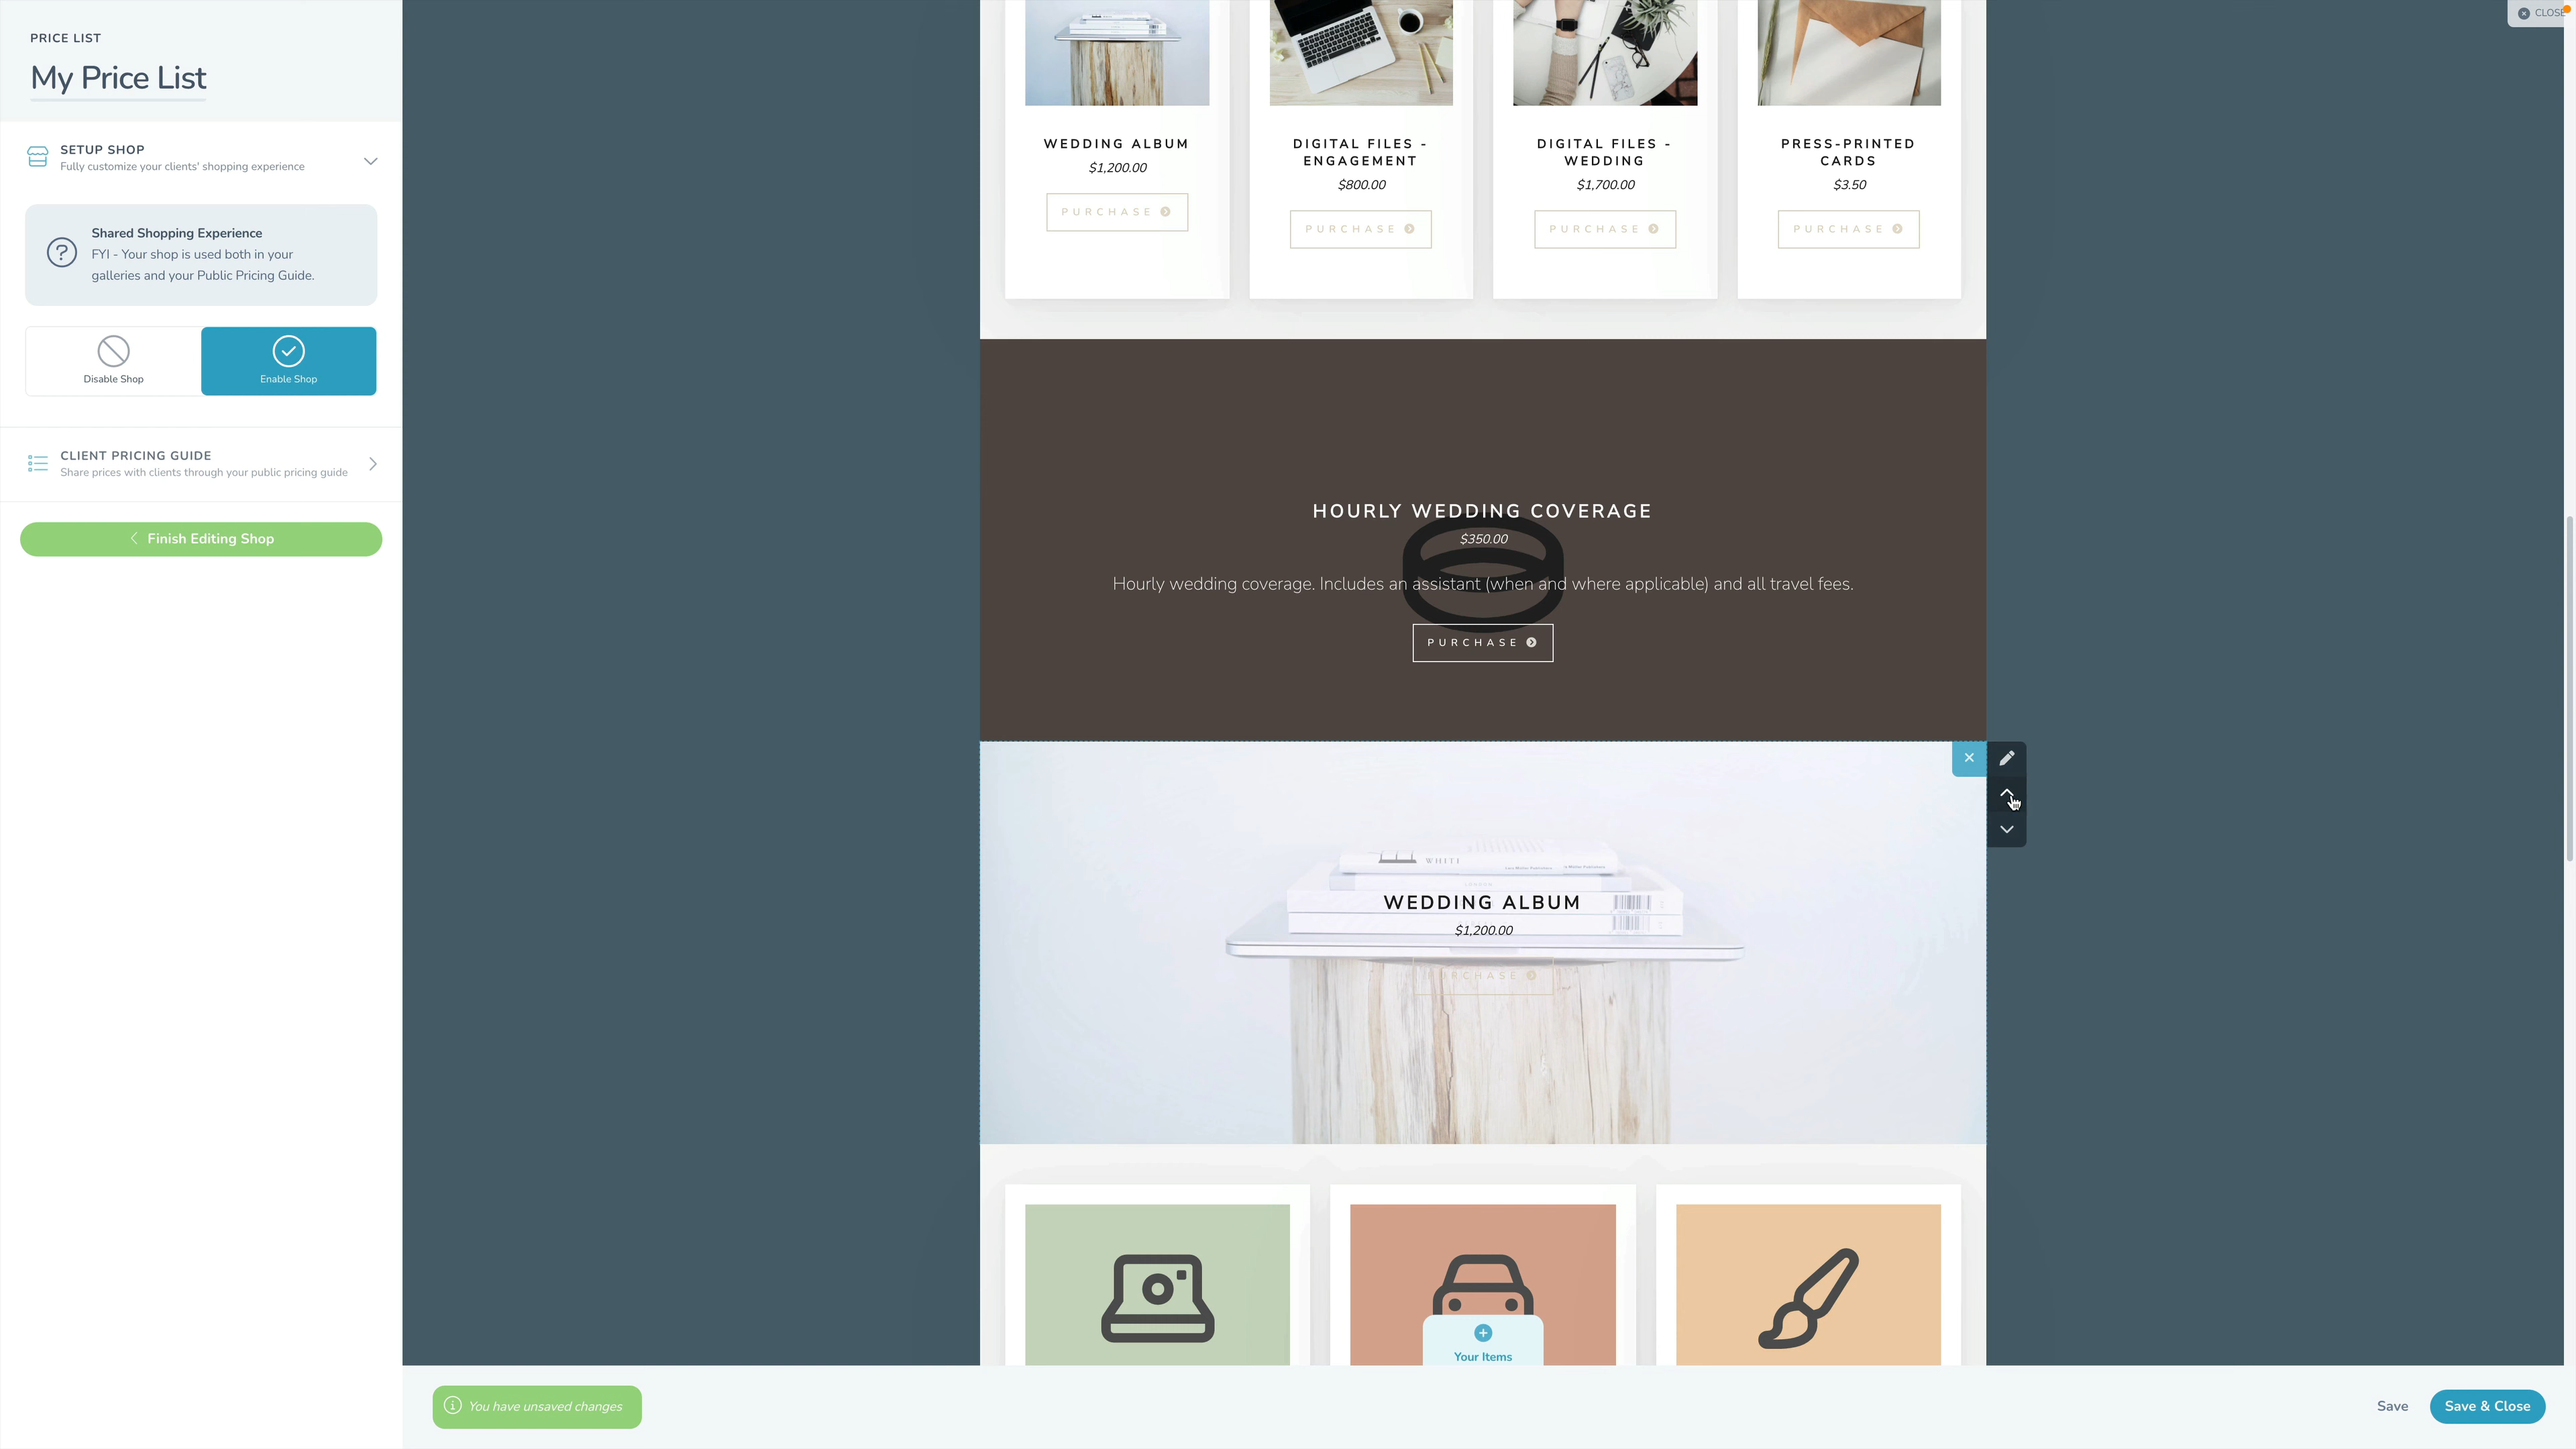 PRICE LIST
My Price List
SETUP SHOP
Fully customize your clients' shopping experience
Shared Shopping Experience
FYI - Your shop is used both in your
galleries and your Public Pricing Guide.
Disable Shop
Enable Shop
CLIENT PRICING GUIDE
Share prices with clients through your public pricing guide
Finish Editing Shop
CLOSE
WEDDING ALBUM
$1,200.00
PURCHASE
DIGITAL FILES -
ENGAGEMENT
$800.00
PURCHASE
DIGITAL FILES -
WEDDING
$1,700.00
PURCHASE
PRESS-PRINTED
CARDS
$3.50
PURCHASE
HOURLY WEDDING COVERAGE
$350.00
Hourly wedding coverage. Includes an assistant (when and where applicable) and all travel fees.
PURCHASE
WHITE
LONDON
WEDDING ALBUM
$1,200.00
PURCHASE
Your Items
You have unsaved changes
Save
Save & Close